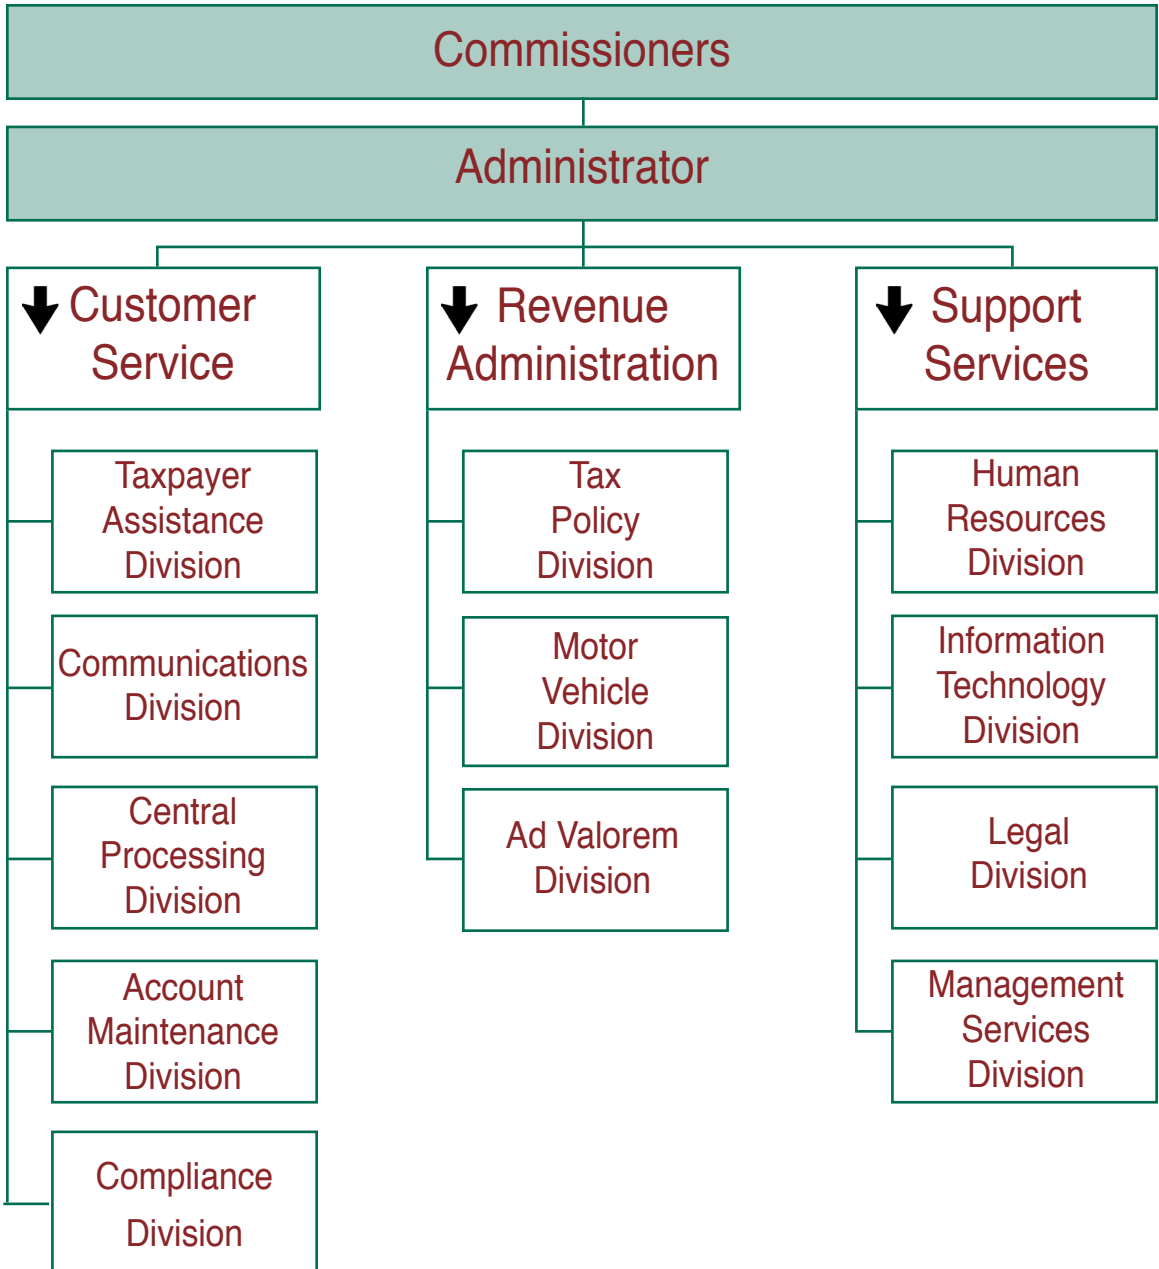 Commissioners
Administrator
Customer
Service
Taxpayer
Assistance
Division
Communications
Division
Central
Processing
Division
Account
Maintenance
Division
Compliance
Division
Revenue
Administration
Tax
Policy
Division
Motor
Vehicle
Division
Ad Valorem
Division
Support
Services
Human
Resources
Division
Information
Technology
Division
Legal
Division
Management
Services
Division